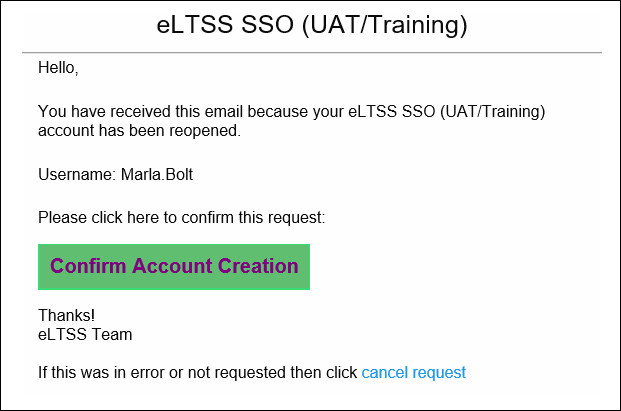 eLTSS SSO (UAT/Training)
Hello,
You have received this email because your eLTSS SSO (UAT/Training)
account has been reopened.
Username: Marla.Bolt
Please click here to confirm this request:
Confirm Account Creation
Thanks!
eLTSS Team
If this was in error or not requested then click cancel request